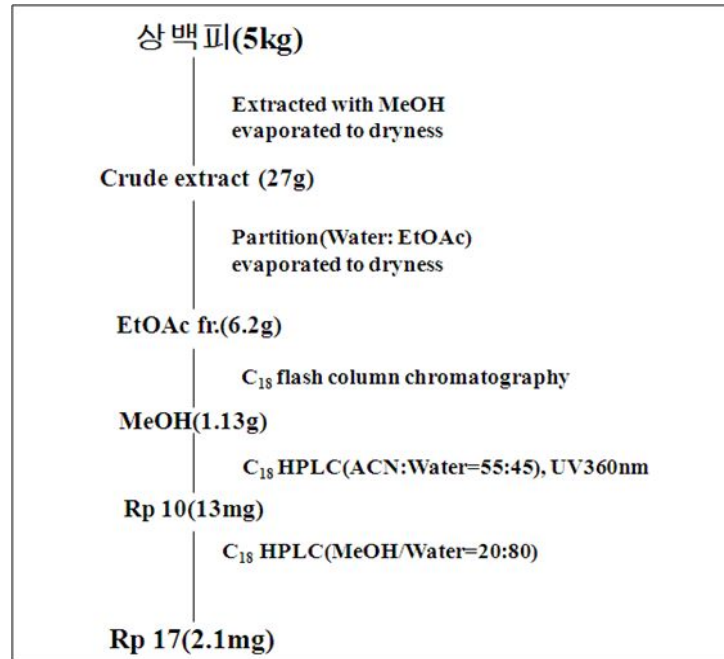 상백피(5kg)
Extracted with MeOH
evaporated to dryness
Crude extract (27g)
Partition(Water: EtOAc)
evaporated to dryness
EtOAc fr.(6.2g)
C₁₈ flash column chromatography
MeOH(1.13g)
C₁₈ HPLC(ACN:Water=55:45), UV360nm
Rp 10(13mg)
C₁₈ HPLC(MeOH/Water=20:80)
Rp 17(2.1mg)